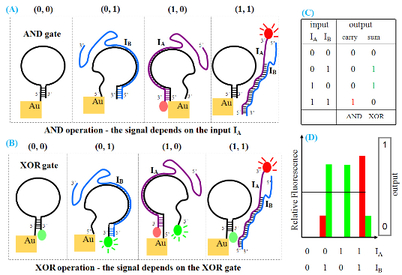 (A) (0, 0) (0, 1) (1, 0) (1, 1) (C)
AND gate
I_B
I_A
I_A
I_B
Au Au Au Au
AND operation - the signal depends on the input I_A
(B) (0, 0) (0, 1) (1, 0) (1, 1)
XOR gate
I_B
I_A
I_A
I_B
Au Au Au Au
XOR operation - the signal depends on the XOR gate
input output
I_A I_B carry sum
0 0 0 0
0 1 0 1
1 0 0 1
1 1 1 0
AND XOR
(D)
Relative Fluorescence
1
0
output
0 0 1 1 I_A
0 1 0 1 I_B